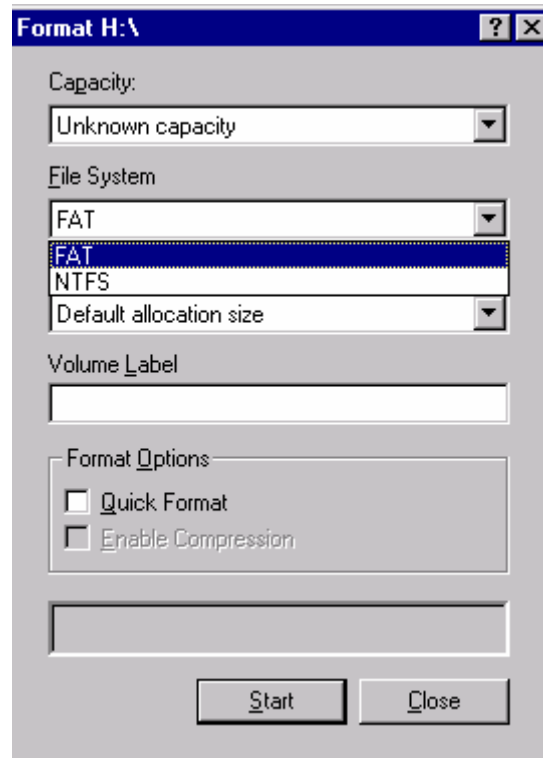 Format H:\
Capacity:
Unknown capacity
File System
FAT
FAT
NTFS
Default allocation size
Volume Label
Format Options
Quick Format
Enable Compression
Start
Close